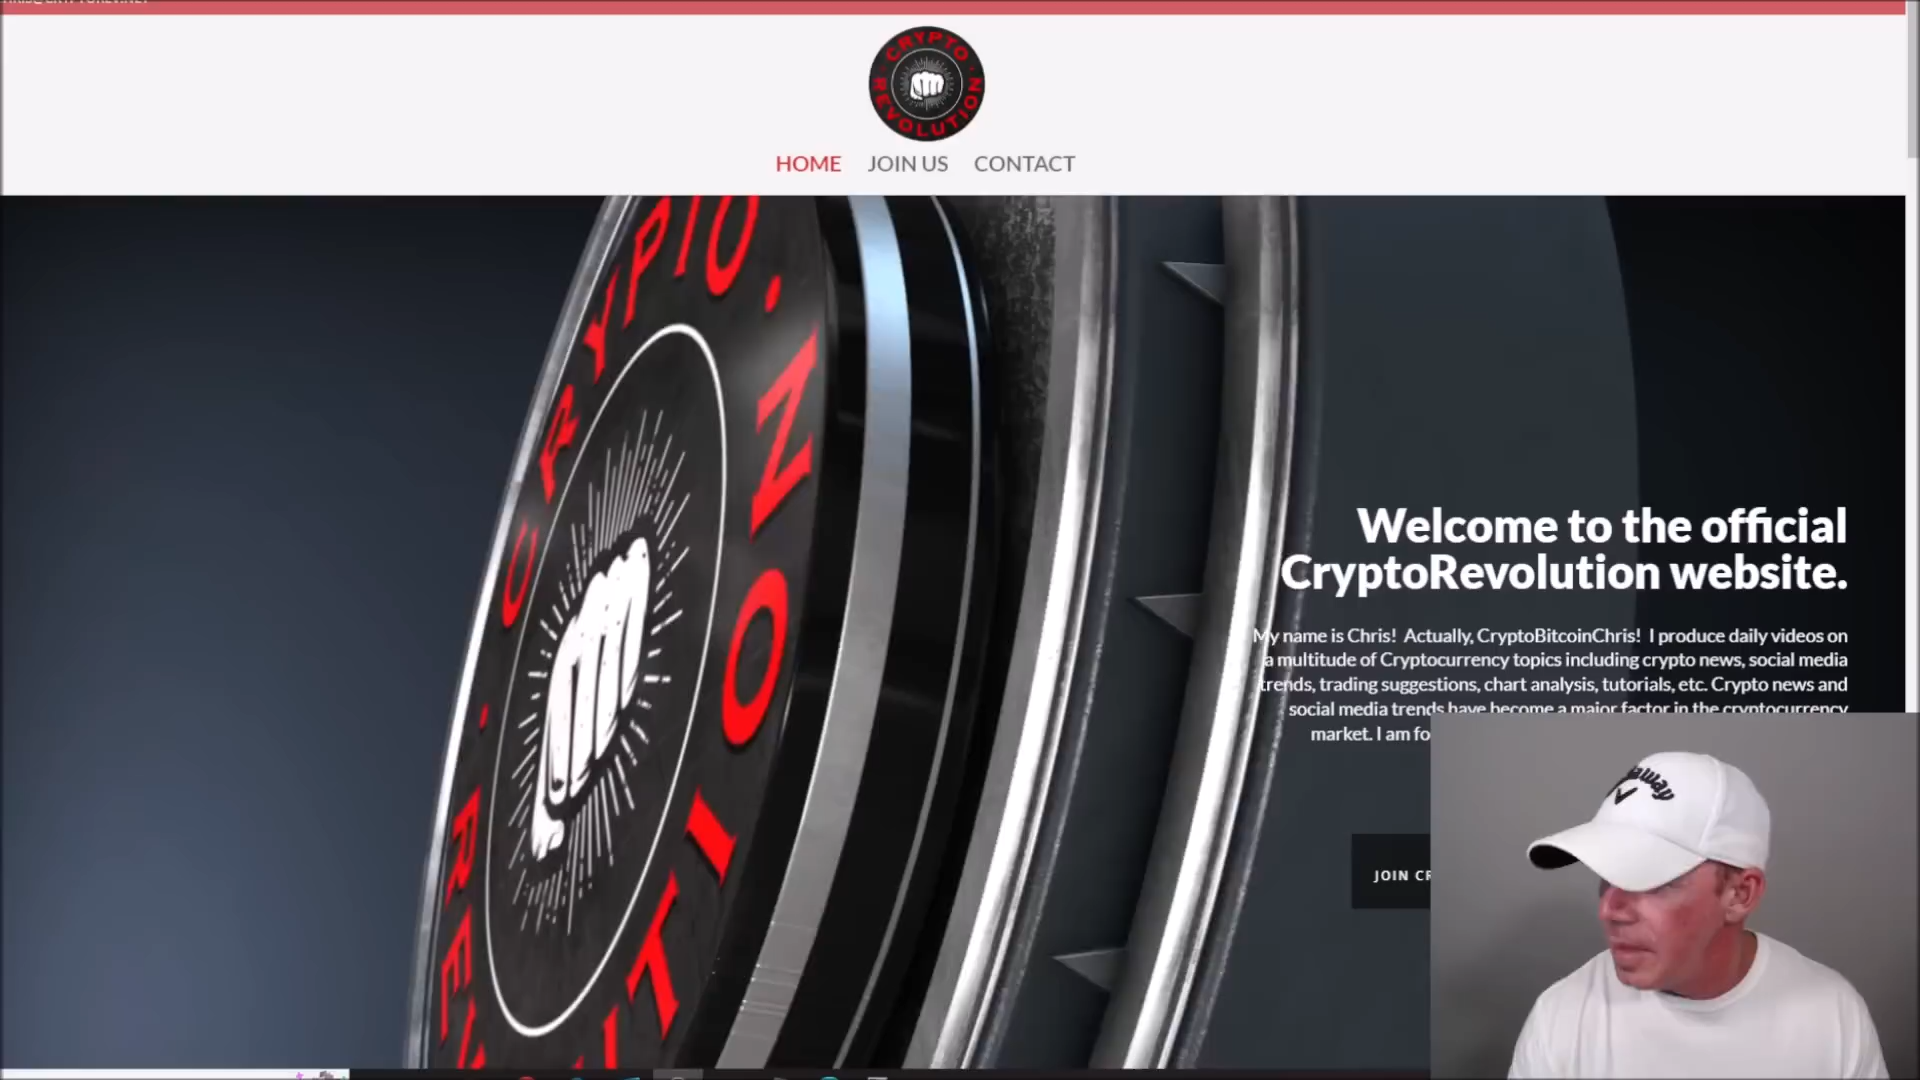 CRYPTO
REVOLUTION
HOME JOIN US CONTACT
CRYPTO
Welcome to the official
CryptoRevolution website.
My name is Chris! Actually, CryptoBitcoinChris! I produce daily videos on
a multitude of Cryptocurrency topics including crypto news, social media
trends, trading suggestions, chart analysis, tutorials, etc. Crypto news and
social media trends have become a major factor in the cryptocurrency
market. I am fo
JOIN CR